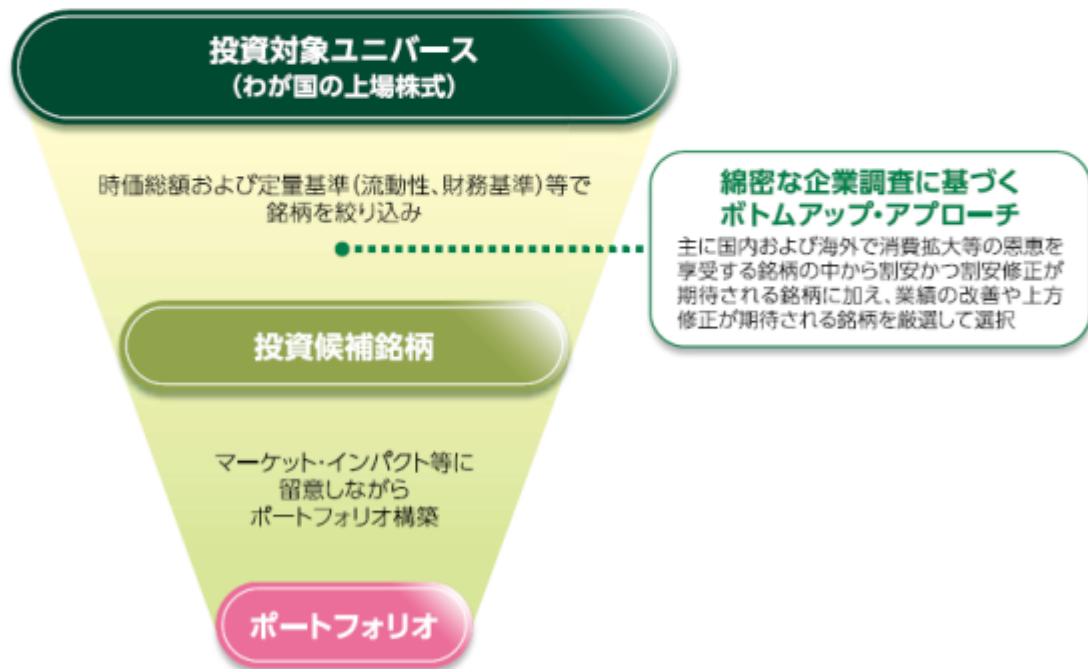 投資対象ユニバース
（わが国の上場株式）
時価総額および定量基準（流動性、財務基準）等で
銘柄を絞り込み
綿密な企業調査に基づく
ボトムアップ・アプローチ
主に国内および海外で消費拡大等の恩恵を
享受する銘柄の中から割安かつ割安修正が
期待される銘柄に加え、業績の改善や上方
修正が期待される銘柄を厳選して選択
投資候補銘柄
マーケット・インパクト等に
留意しながら
ポートフォリオ構築
ポートフォリオ